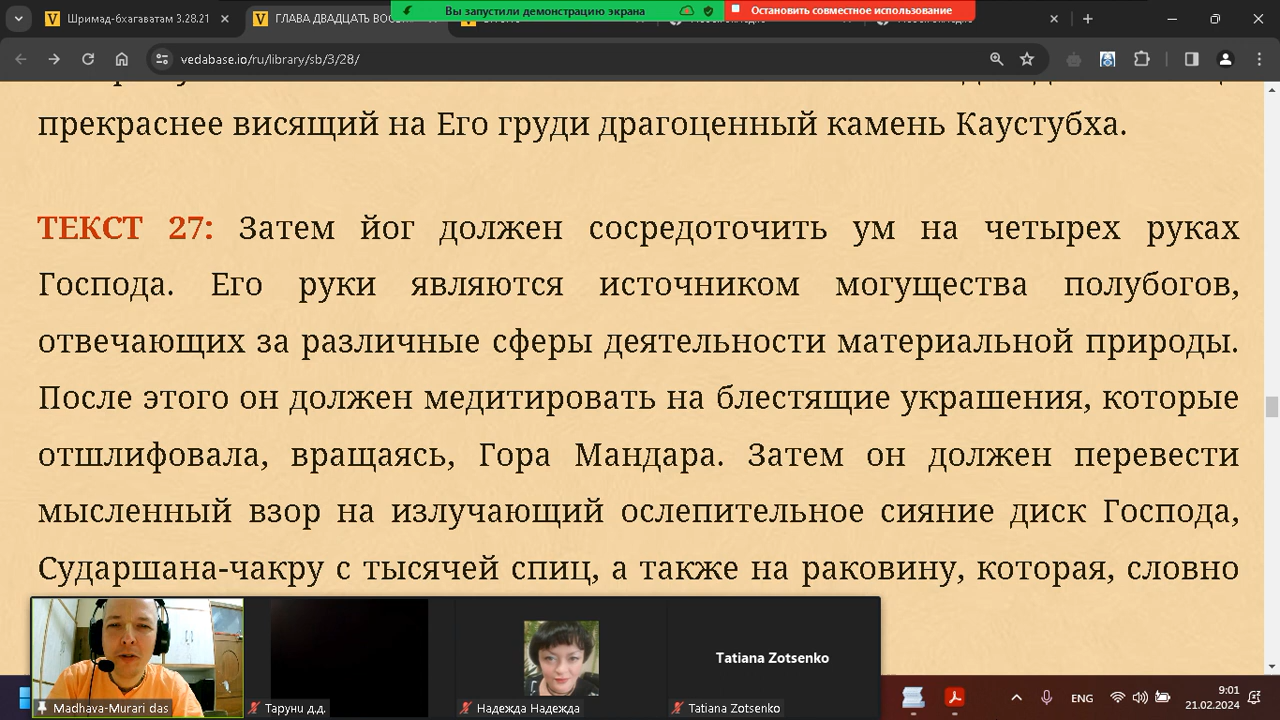 Шримад-бхагаватам 3.28.21
ГЛАВА ДВАДЦАТЬ
Вы запустили демонстрацию экрана
Остановить совместное использование
vedabase.io/ru/library/sb/3/28/
прекраснее висящий на Его груди драгоценный камень Каустубха.
ТЕКСТ 27: Затем йог должен сосредоточить ум на четырех руках
Господа. Его руки являются источником могущества полубогов,
отвечающих за различные сферы деятельности материальной природы.
После этого он должен медитировать на блестящие украшения, которые
отшлифовала, вращаясь, Гора Мандара. Затем он должен перевести
мысленный взор на излучающий ослепительное сияние диск Господа,
Сударшана-чакру с тысячей спиц, а также на раковину, которая, словно
Tatiana Zotsenko
Madhava-Murari das
Таруни д.д.
Надежда Надежда
Tatiana Zotsenko
ENG
9:01
21.02.2024